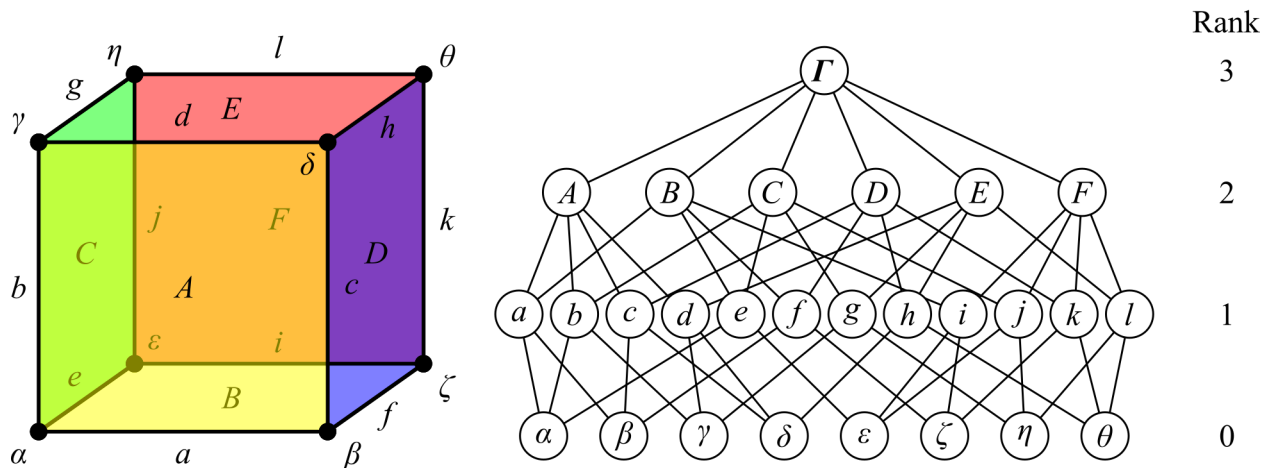 η l θ
g d E h
γ δ
j F k
C D
b A c
ε i
e B f ζ
α a β
Rank
Γ 3
A B C D E F 2
a b c d e f g h i j k l 1
α β γ δ ε ζ η θ 0